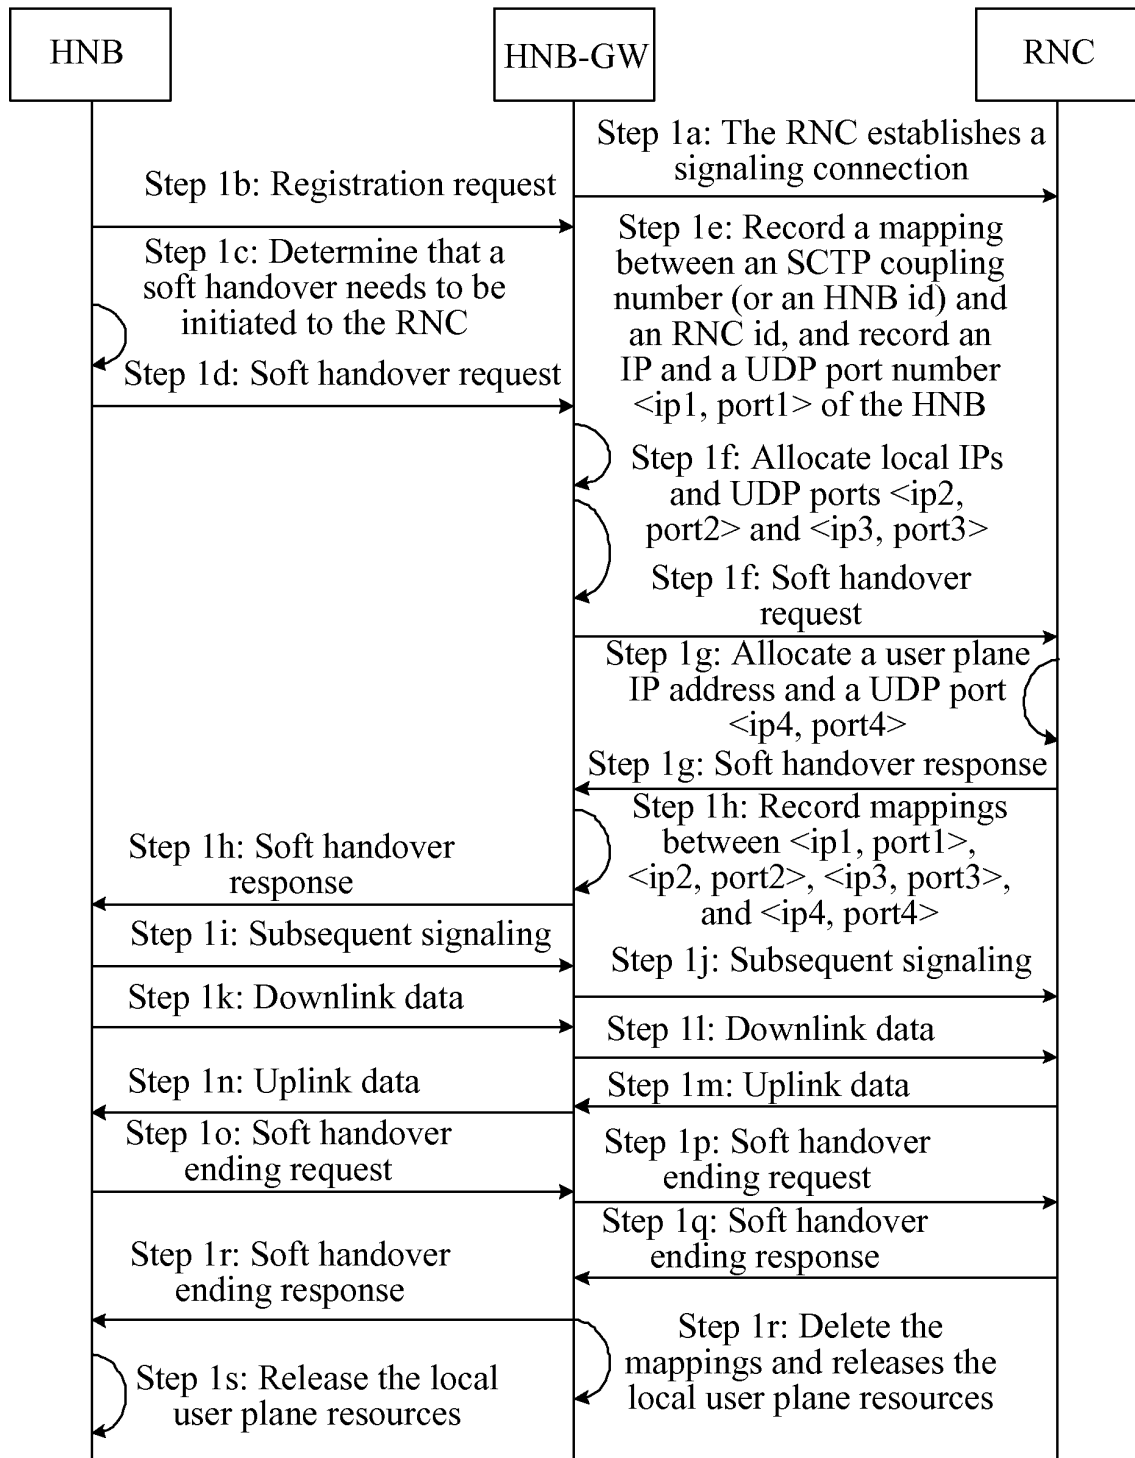 HNB
HNB-GW
RNC
Step 1a: The RNC establishes a
signaling connection
Step 1b: Registration request
Step 1c: Determine that a
soft handover needs to be
initiated to the RNC
Step 1d: Soft handover request
Step 1e: Record a mapping
between an SCTP coupling
number (or an HNB id) and
an RNC id, and record an
IP and a UDP port number
<ip1, port1> of the HNB
Step 1f: Allocate local IPs
and UDP ports <ip2,
port2> and <ip3, port3>
Step 1f: Soft handover
request
Step 1g: Allocate a user plane
IP address and a UDP port
<ip4, port4>
Step 1g: Soft handover response
Step 1h: Record mappings
between <ip1, port1>,
<ip2, port2>, <ip3, port3>,
and <ip4, port4>
Step 1h: Soft handover
response
Step 1i: Subsequent signaling
Step 1j: Subsequent signaling
Step 1k: Downlink data
Step 1l: Downlink data
Step 1m: Uplink data
Step 1n: Uplink data
Step 1o: Soft handover
ending request
Step 1p: Soft handover
ending request
Step 1q: Soft handover
ending response
Step 1r: Soft handover
ending response
Step 1r: Delete the
mappings and releases the
local user plane resources
Step 1s: Release the local
user plane resources